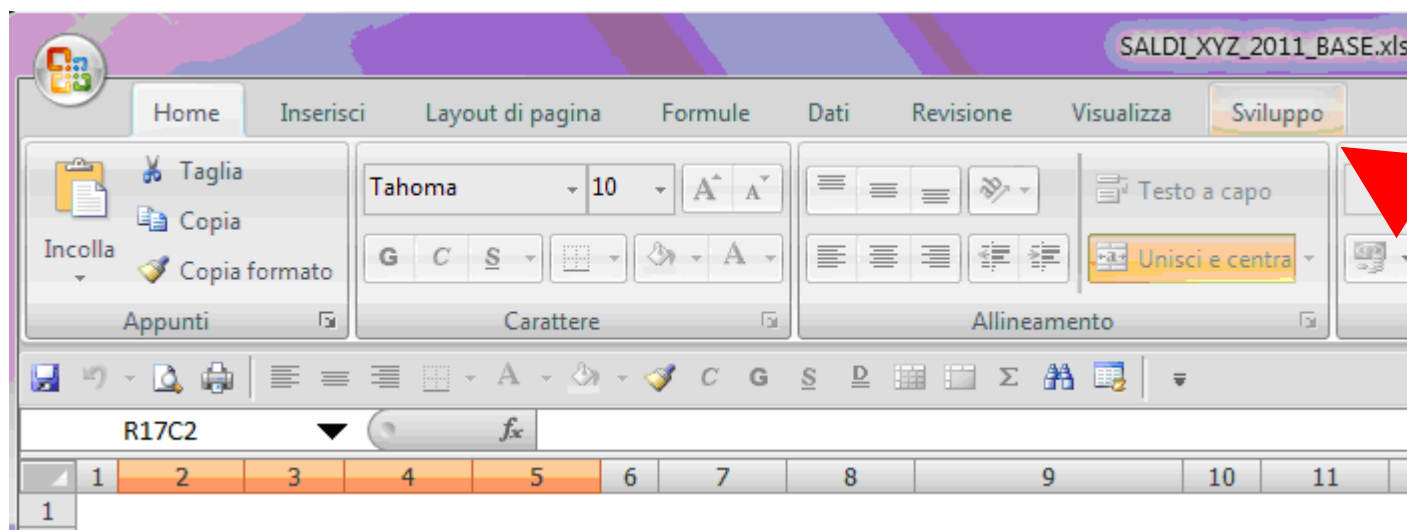 SALDI_XYZ_2011_BASE.xls
Home Inserisci Layout di pagina Formule Dati Revisione Visualizza Sviluppo
Taglia
Tahoma 10 A A Testo a capo
Copia
Incolla
G C S A a Unisci e centra
Copia formato
Appunti Carattere Allineamento
A C G S D Σ
R17C2 fx
1 2 3 4 5 6 7 8 9 10 11
1